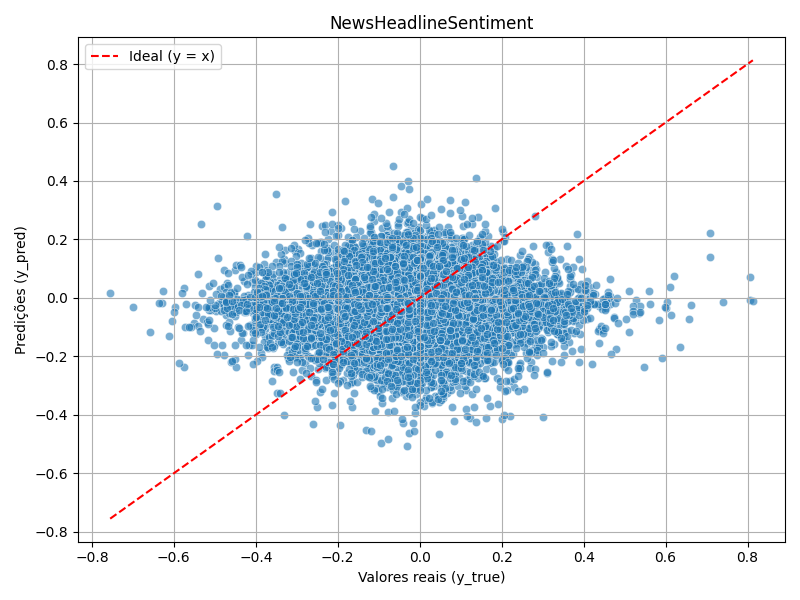 NewsHeadlineSentiment
Ideal (y = x)
Predições (y_pred)
0.8
0.6
0.4
0.2
0.0
−0.2
−0.4
−0.6
−0.8
−0.8 −0.6 −0.4 −0.2 0.0 0.2 0.4 0.6 0.8
Valores reais (y_true)